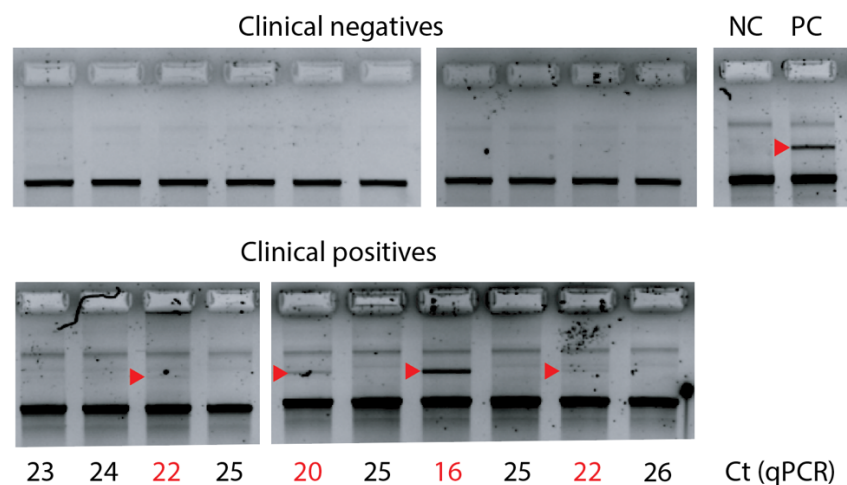 Clinical negatives
NC PC
Clinical positives
23 24 22 25 20 25 16 25 22 26 Ct (qPCR)